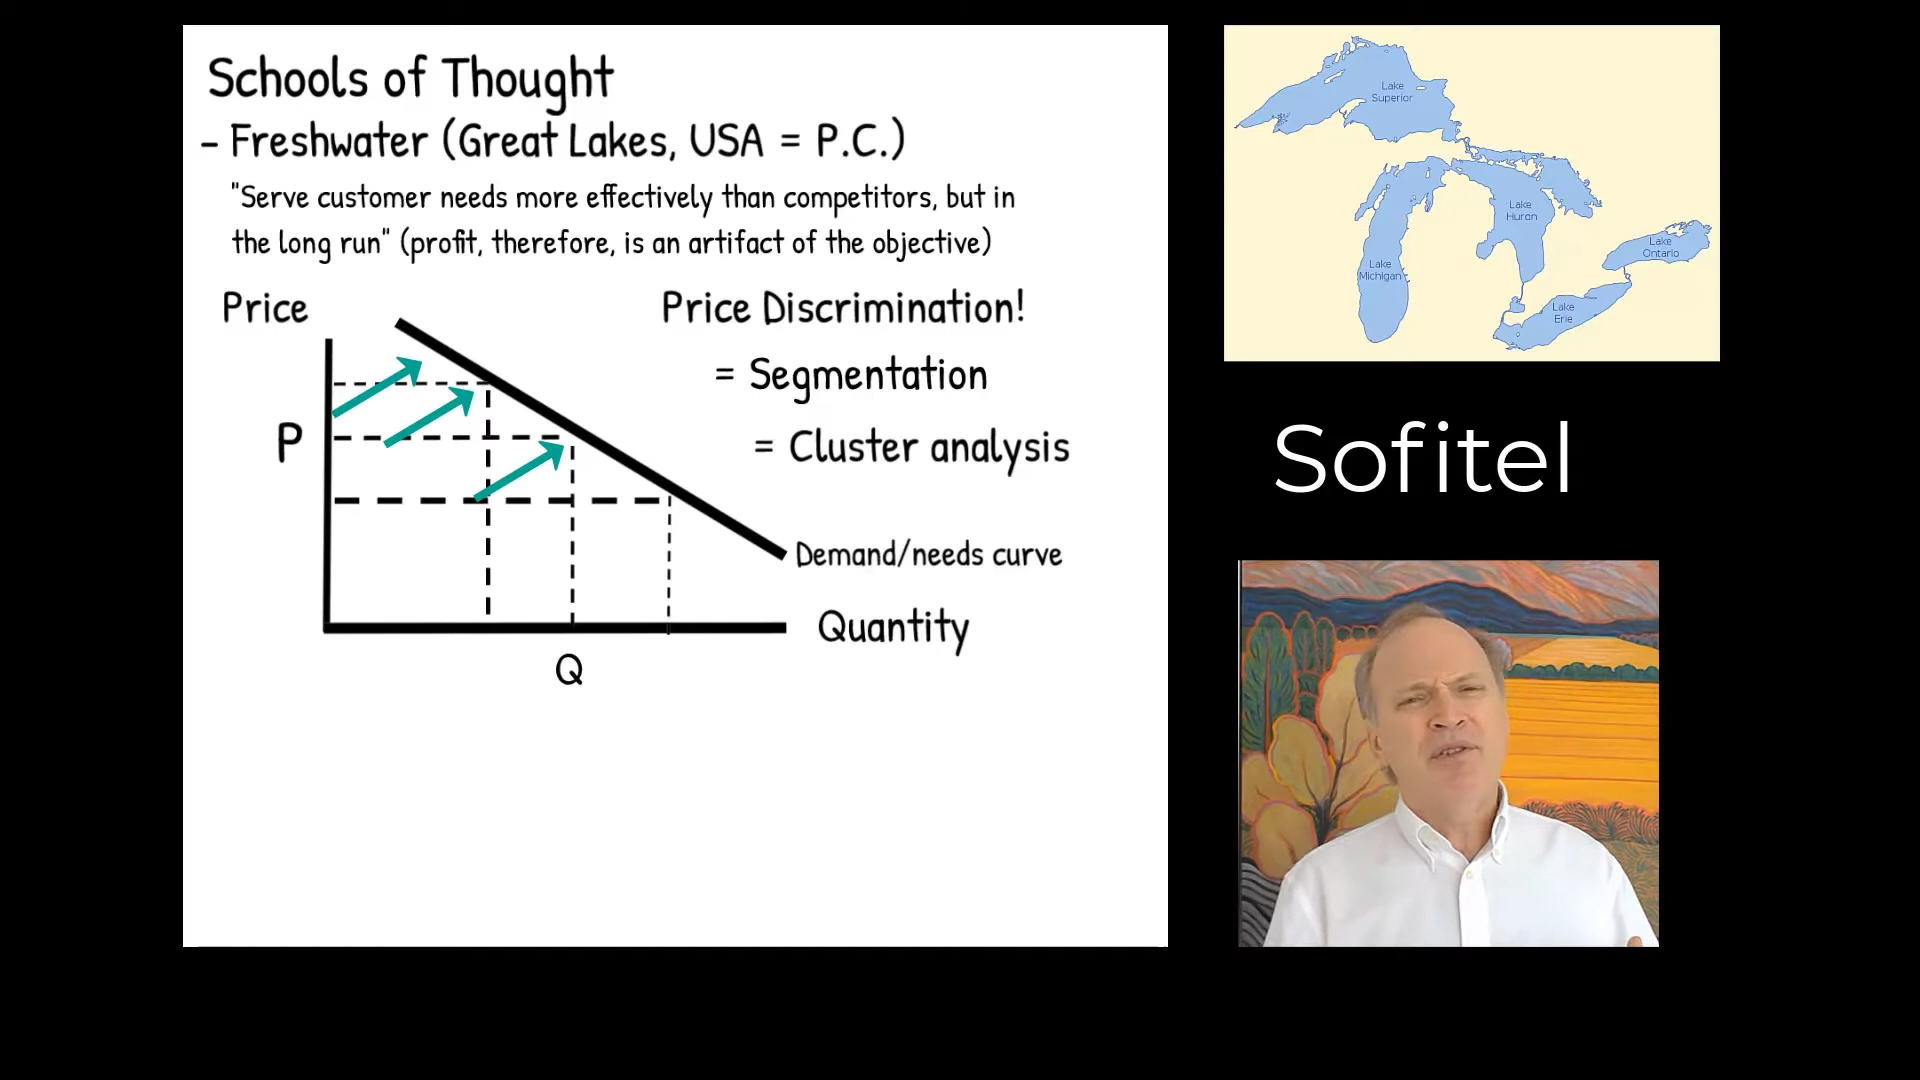 Schools of Thought
- Freshwater (Great Lakes, USA = P.C.)
"Serve customer needs more effectively than competitors, but in
the long run" (profit, therefore, is an artifact of the objective)
Price
Price Discrimination!
= Segmentation
P
= Cluster analysis
Demand/needs curve
Quantity
Q
Lake
Superior
Lake
Huron
Lake
Ontario
Lake
Michigan
Lake
Erie
Sofitel